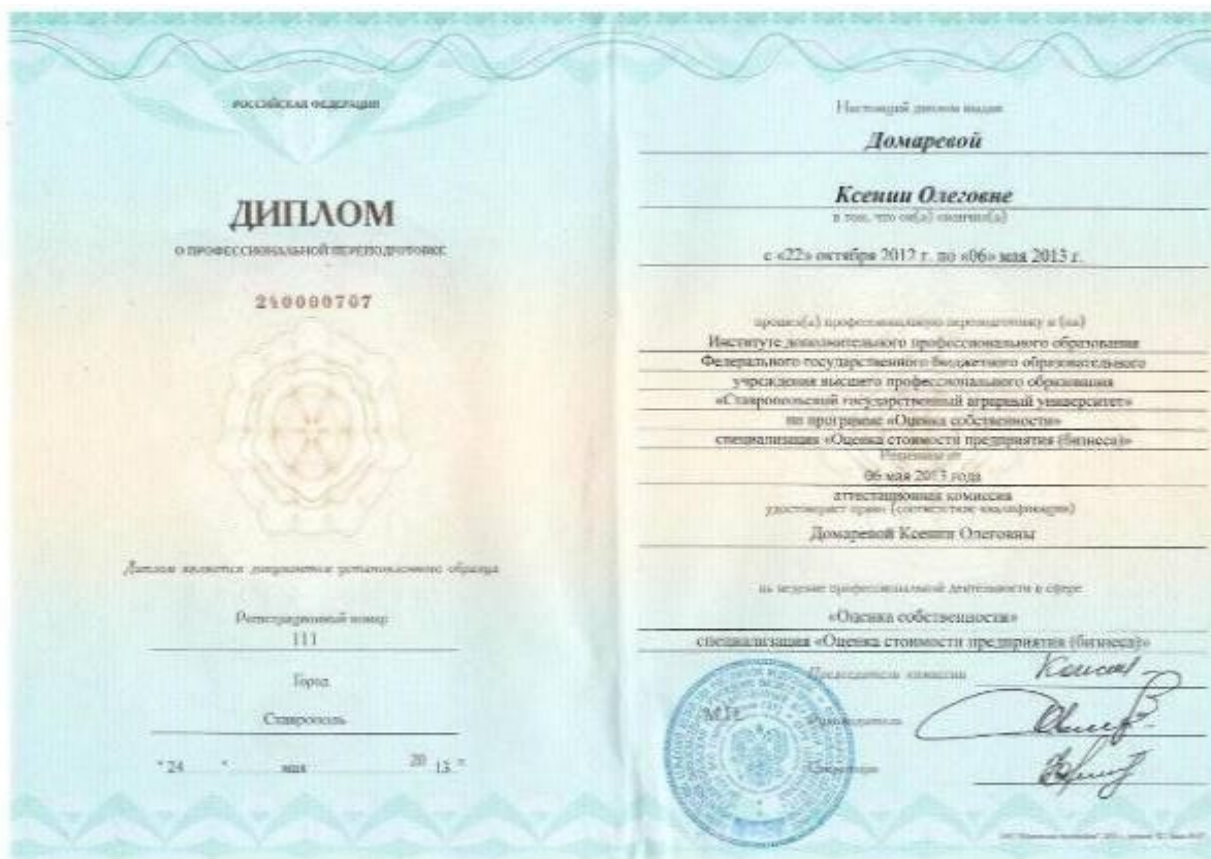 РОССИЙСКАЯ ФЕДЕРАЦИЯ
ДИПЛОМ
О ПРОФЕССИОНАЛЬНОЙ ПЕРЕПОДГОТОВКЕ
240000767
Диплом является документом установленного образца
Регистрационный номер
111
Город
Ставрополь
"24 " мая 20 13 г.
Настоящий диплом выдан
Домаревой
Ксении Олеговне
в том, что он(а) окончил(а)
с «22» октября 2012 г. по «06» мая 2013 г.
прошел(а) профессиональную переподготовку в (на)
Институте дополнительного профессионального образования
Федерального государственного бюджетного образовательного
учреждения высшего профессионального образования
«Ставропольский государственный аграрный университет»
по программе «Оценка собственности»
специализация «Оценка стоимости предприятия (бизнеса)»
Решением от
06 мая 2013 года
аттестационная комиссия
удостоверяет право (соответствие квалификации)
Домаревой Ксении Олеговны
на ведение профессиональной деятельности в сфере
«Оценка собственности»
специализация «Оценка стоимости предприятия (бизнеса)»
Председатель комиссии
М.П.
Руководитель
Секретарь